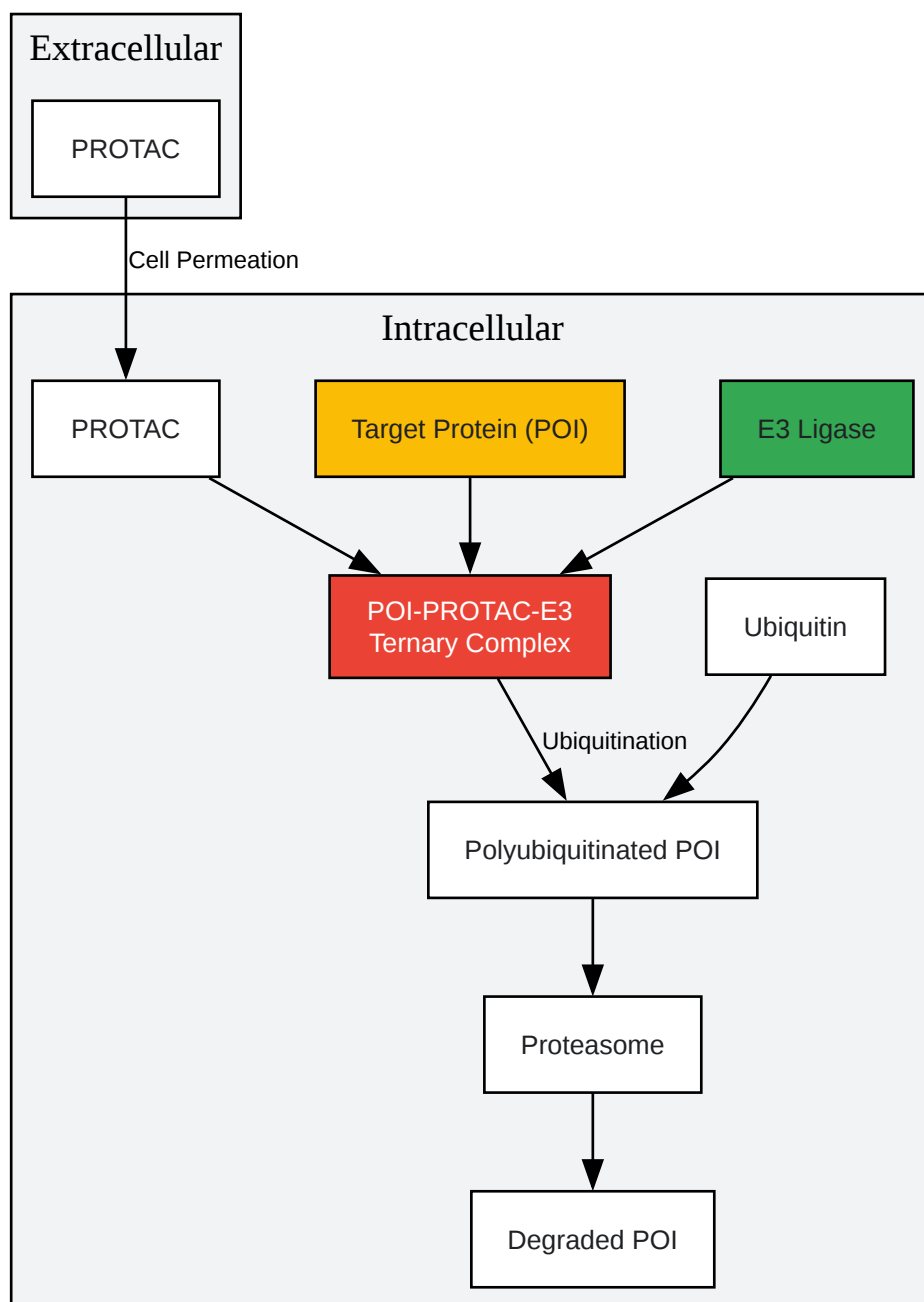 Extracellular
PROTAC
Cell Permeation
Intracellular
PROTAC
Target Protein (POI)
E3 Ligase
POI-PROTAC-E3
Ternary Complex
Ubiquitin
Ubiquitination
Polyubiquitinated POI
Proteasome
Degraded POI